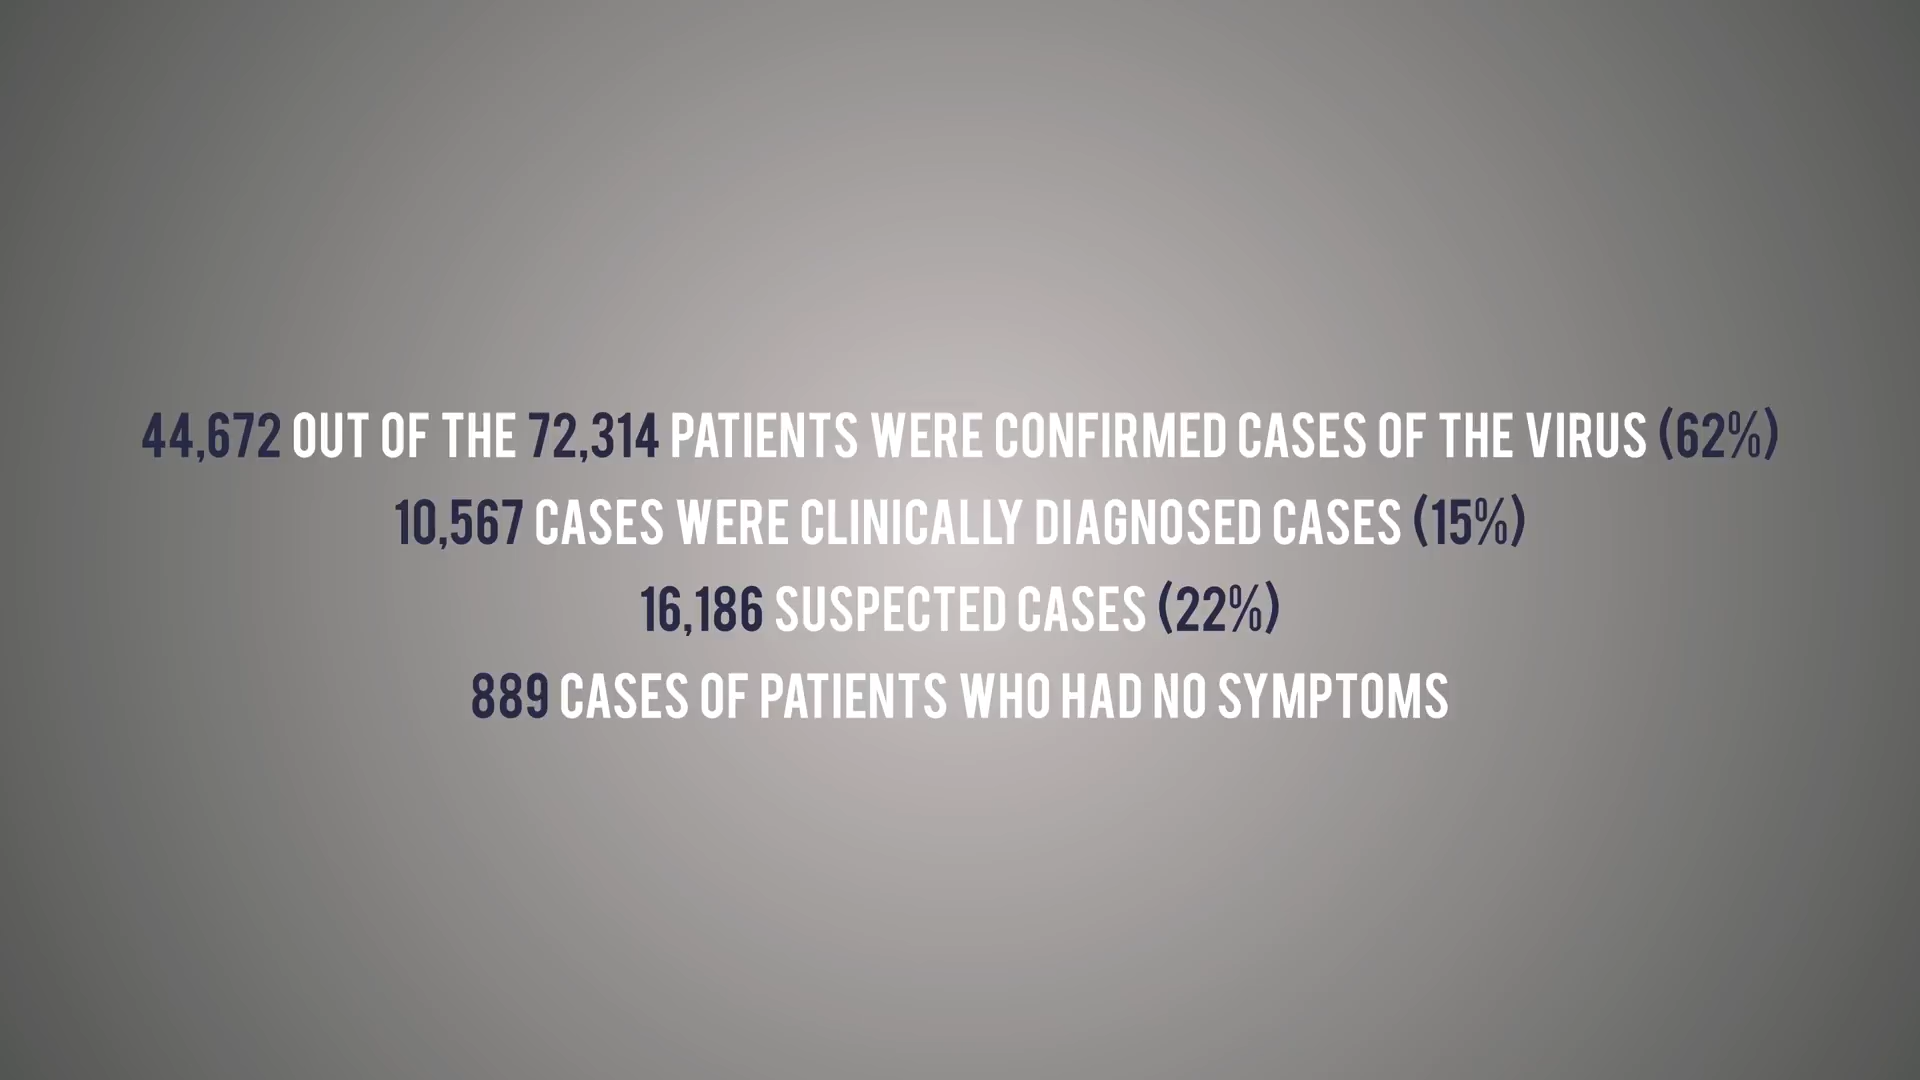 44,672 OUT OF THE 72,314 PATIENTS WERE CONFIRMED CASES OF THE VIRUS (62%)
10,567 CASES WERE CLINICALLY DIAGNOSED CASES (15%)
16,186 SUSPECTED CASES (22%)
889 CASES OF PATIENTS WHO HAD NO SYMPTOMS